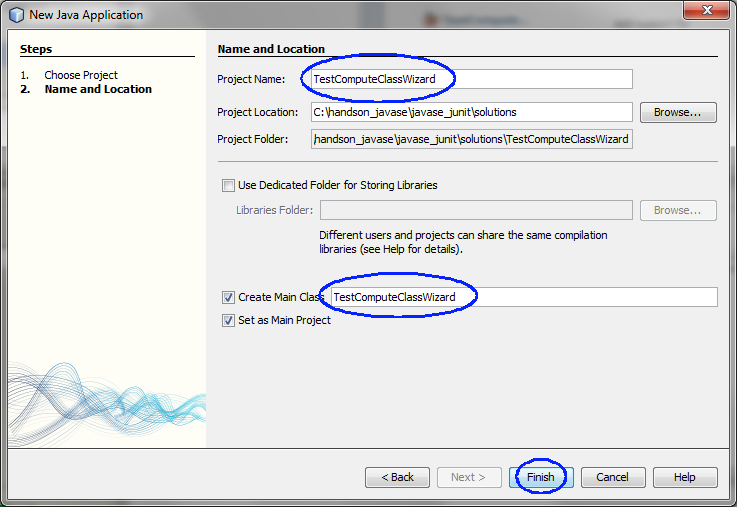 New Java Application
Steps
1. Choose Project
2. Name and Location
Name and Location
Project Name: TestComputeClassWizard
Project Location: C:\handson_javase\javase_junit\solutions Browse...
Project Folder: \handson_javase\javase_junit\solutions\TestComputeClassWizard
Use Dedicated Folder for Storing Libraries
Libraries Folder: Browse...
Different users and projects can share the same compilation
libraries (see Help for details).
Create Main Class TestComputeClassWizard
Set as Main Project
< Back Next > Finish Cancel Help